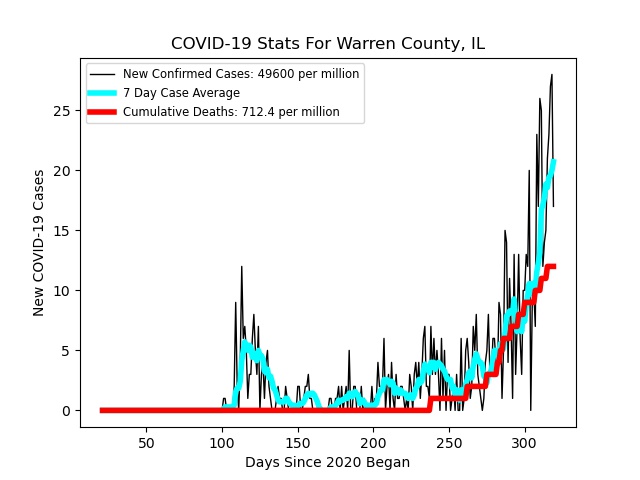 COVID-19 Stats For Warren County, IL
New Confirmed Cases: 49600 per million
7 Day Case Average
Cumulative Deaths: 712.4 per million
New COVID-19 Cases
25
20
15
10
5
0
50 100 150 200 250 300
Days Since 2020 Began